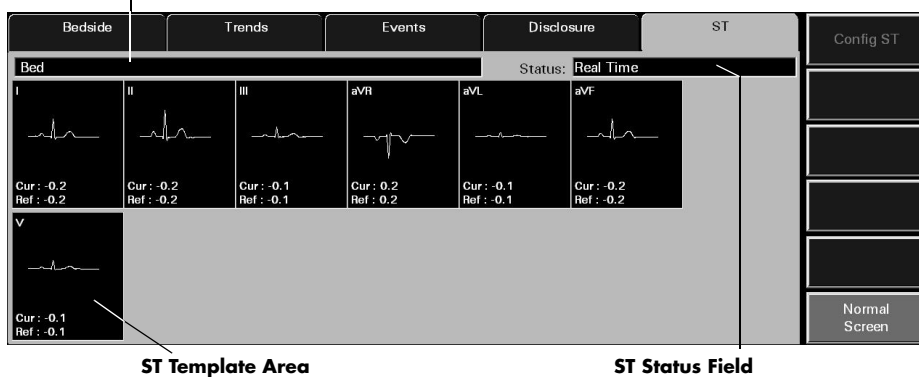 Bedside Trends Events Disclosure ST
Config ST
Bed Status: Real Time
I II III aVR aVL aVF
Cur : -0.2 Cur : -0.2 Cur : -0.1 Cur : 0.2 Cur : -0.1 Cur : -0.2
Ref : -0.2 Ref : -0.2 Ref : -0.1 Ref : 0.2 Ref : -0.1 Ref : -0.2
V
Cur : -0.1
Ref : -0.1
Normal
Screen
ST Template Area ST Status Field